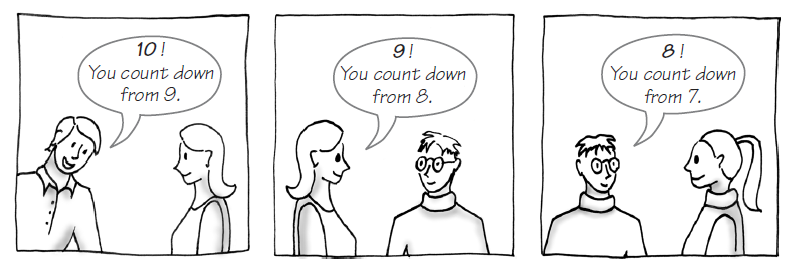 10!
You count down
from 9.
9!
You count down
from 8.
8!
You count down
from 7.